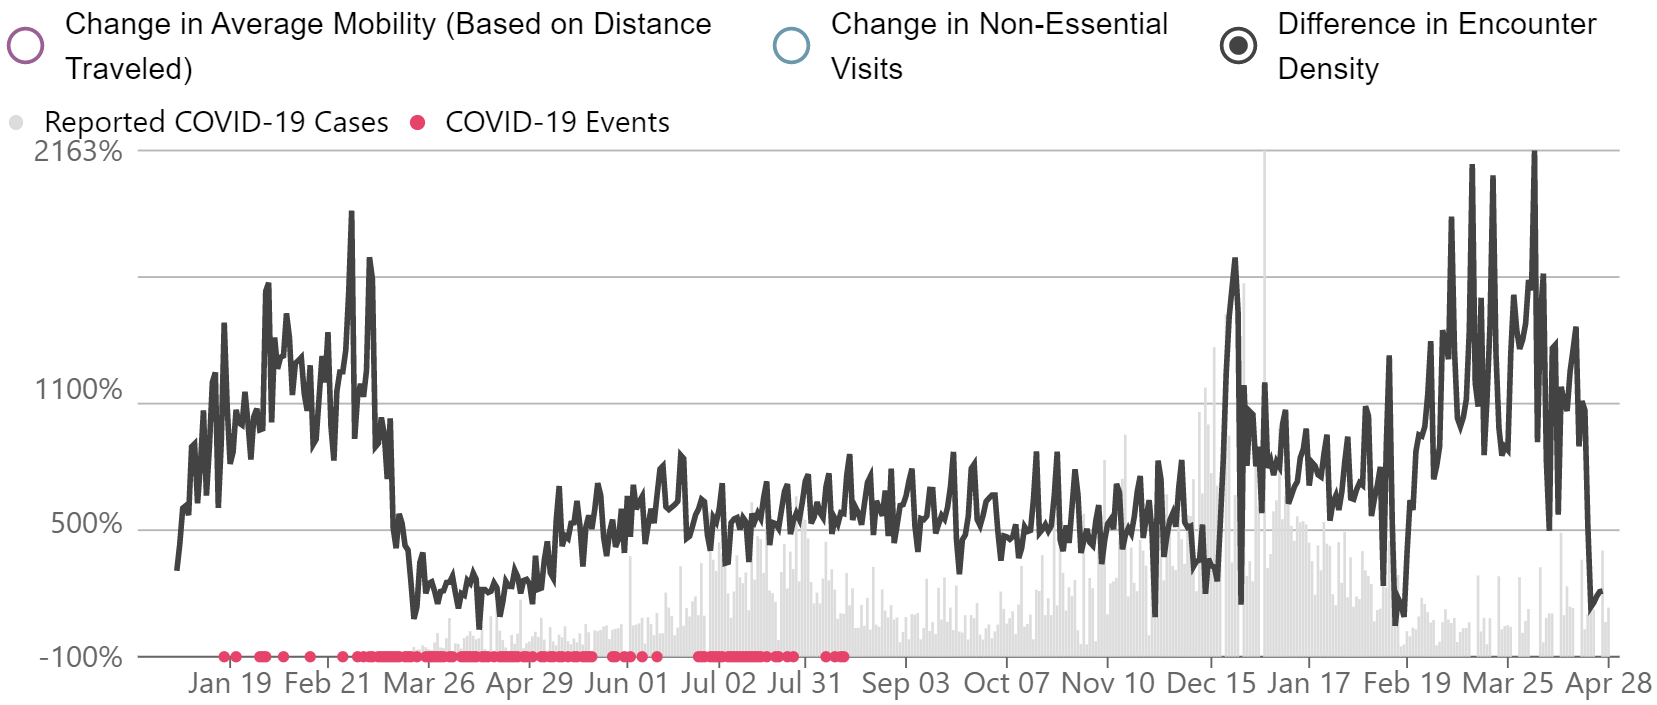 Change in Average Mobility (Based on Distance
Traveled)
Change in Non-Essential
Visits
Difference in Encounter
Density
Reported COVID-19 Cases
COVID-19 Events
2163%
1100%
500%
-100%
Jan 19 Feb 21 Mar 26 Apr 29 Jun 01 Jul 02 Jul 31 Sep 03 Oct 07 Nov 10 Dec 15 Jan 17 Feb 19 Mar 25 Apr 28